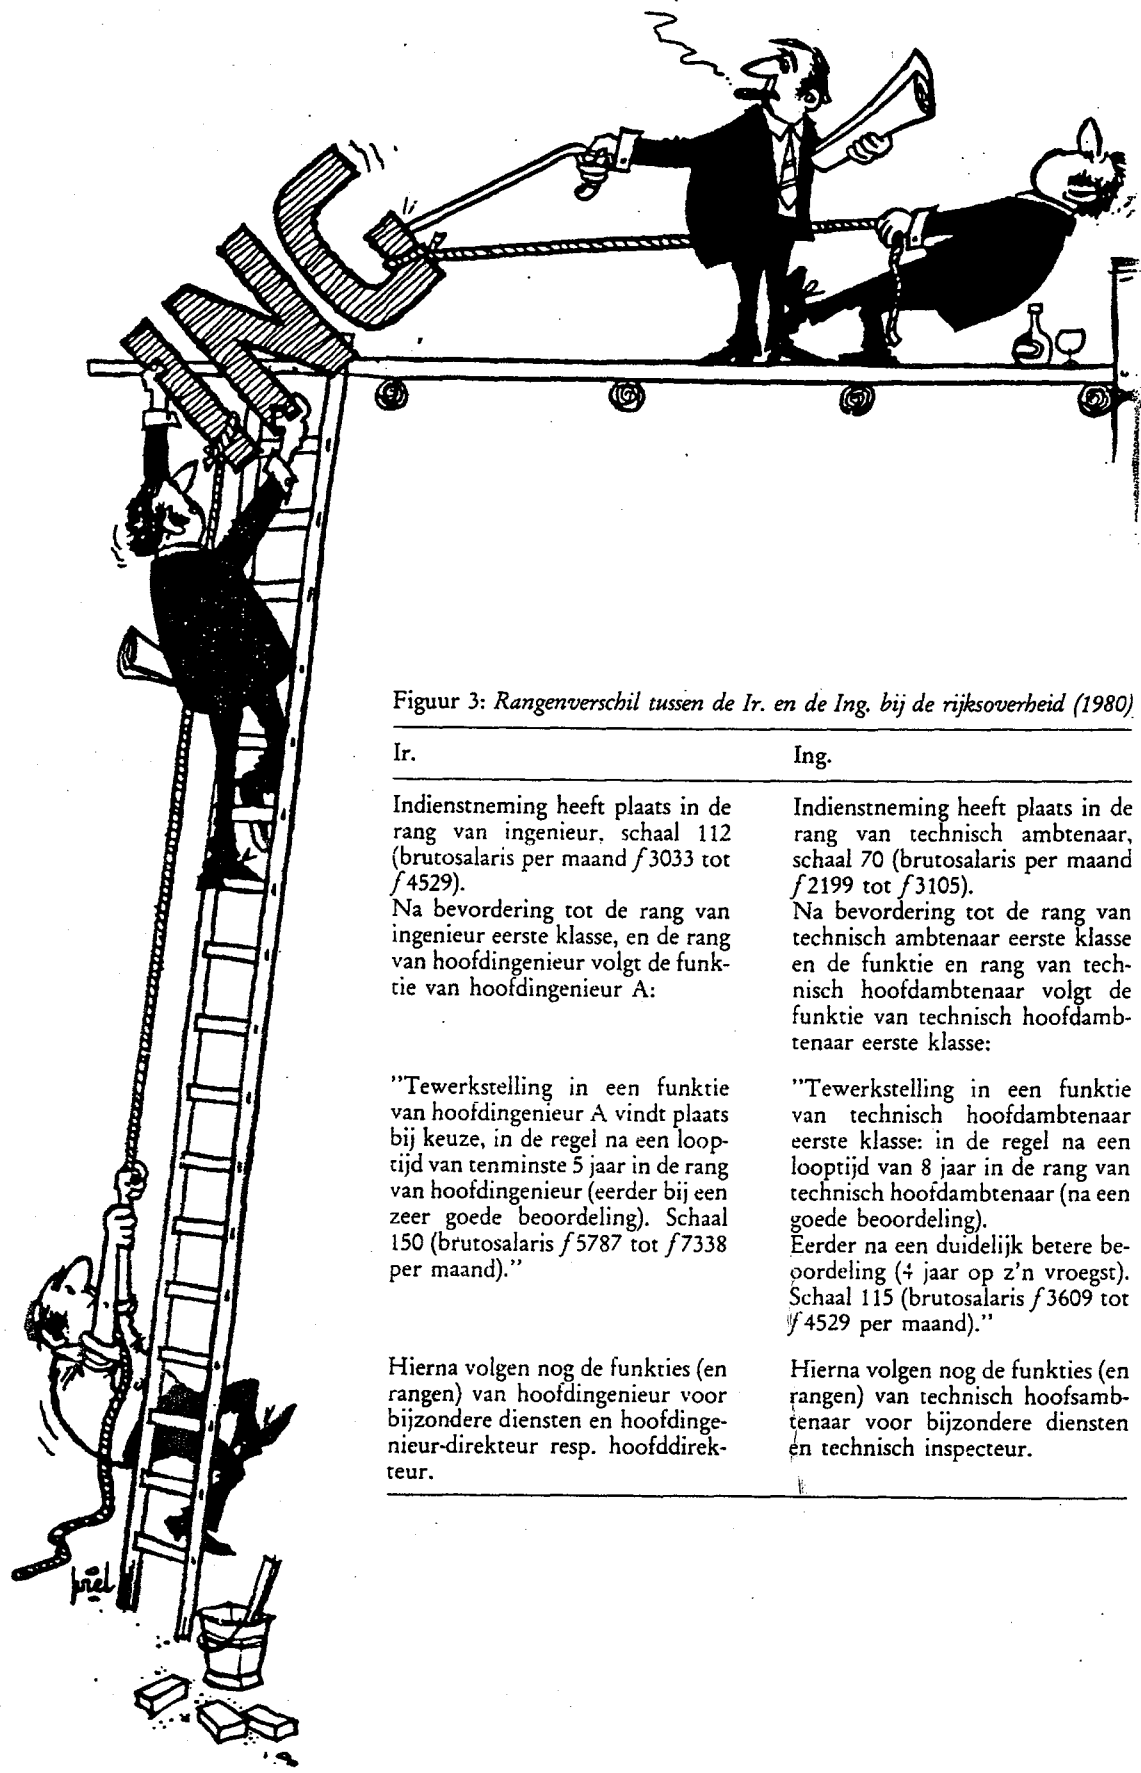 ING
Figuur 3: Rangenverschil tussen de Ir. en de Ing. bij de rijksoverheid (1980)
Ir.
Indienstneming heeft plaats in de
rang van ingenieur, schaal 112
(brutosalaris per maand ƒ3033 tot
ƒ4529).
Na bevordering tot de rang van
ingenieur eerste klasse, en de rang
van hoofdingenieur volgt de funk-
tie van hoofdingenieur A:
"Tewerkstelling in een funktie
van hoofdingenieur A vindt plaats
bij keuze, in de regel na een loop-
tijd van tenminste 5 jaar in de rang
van hoofdingenieur (eerder bij een
zeer goede beoordeling). Schaal
150 (brutosalaris ƒ5787 tot ƒ7338
per maand)."
Hierna volgen nog de funkties (en
rangen) van hoofdingenieur voor
bijzondere diensten en hoofdinge-
nieur-direkteur resp. hoofddirek-
teur.
Ing.
Indienstneming heeft plaats in de
rang van technisch ambtenaar,
schaal 70 (brutosalaris per maand
ƒ2199 tot ƒ3105).
Na bevordering tot de rang van
technisch ambtenaar eerste klasse
en de funktie en rang van tech-
nisch hoofdambtenaar volgt de
funktie van technisch hoofdamb-
tenaar eerste klasse:
"Tewerkstelling in een funktie
van technisch hoofdambtenaar
eerste klasse: in de regel na een
looptijd van 8 jaar in de rang van
technisch hoofdambtenaar (na een
goede beoordeling).
Eerder na een duidelijk betere be-
oordeling (4 jaar op z'n vroegst).
Schaal 115 (brutosalaris ƒ3609 tot
ƒ4529 per maand)."
Hierna volgen nog de funkties (en
rangen) van technisch hoofsamb-
tenaar voor bijzondere diensten
en technisch inspecteur.